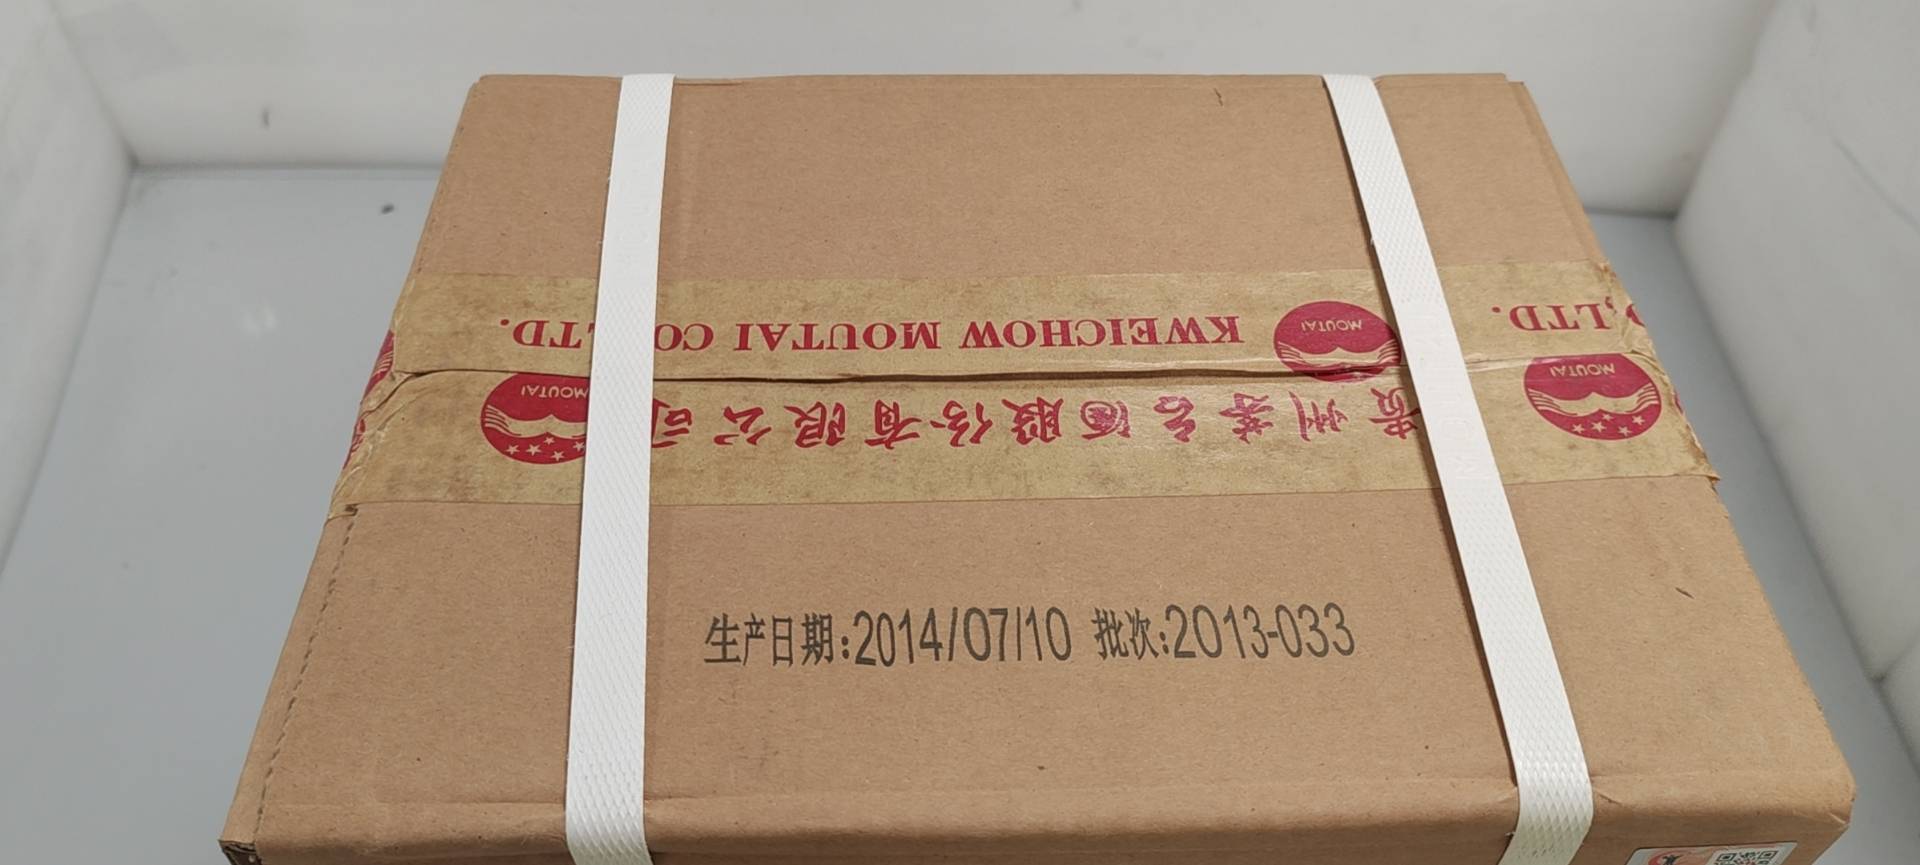 KWEICHOW MOUTAI CO LTD.
MOUTAI
O,LTD.
贵州茅台酒股份有限公司
MOUTAI
MOUTAI
生产日期:2014/07/10 批次:2013-033